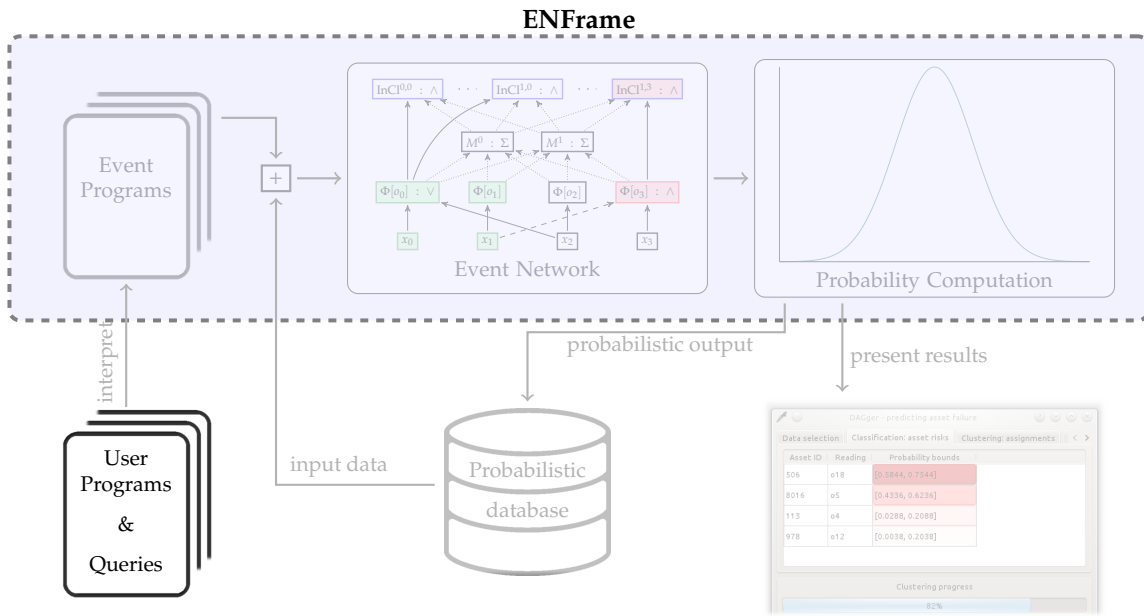 ENFrame
Event
Programs
+
InCl^{0,0} : ∧ · · · InCl^{1,0} : ∧ · · · InCl^{1,3} : ∧
M^0 : Σ M^1 : Σ
Φ[o_0] : ∨ Φ[o_1] Φ[o_2] Φ[o_3] : ∧
x_0 x_1 x_2 x_3
Event Network
Probability Computation
interpret
probabilistic output
present results
User
Programs
&
Queries
input data
Probabilistic
database
DAGger - predicting asset failure
Data selection Classification: asset risks Clustering: assignments < >
Asset ID Reading Probability bounds
506 o18 [0.5844, 0.7844]
8016 o5 [0.4336, 0.6236]
113 o4 [0.0288, 0.2088]
978 o12 [0.0038, 0.2038]
Clustering progress
82%